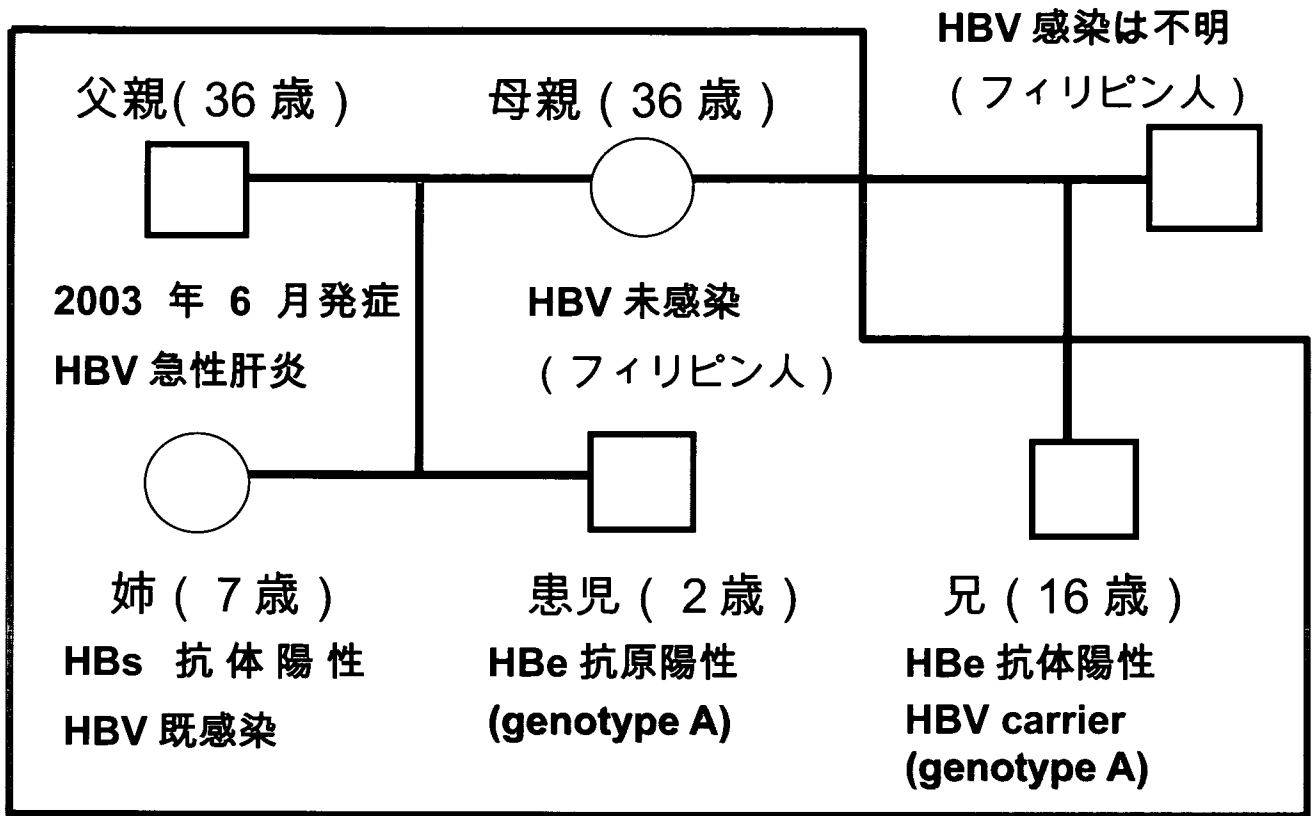 HBV 感染は不明
（フィリピン人）
父親（36 歳）
母親（36 歳）
2003 年 6 月発症
HBV 急性肝炎
HBV 未感染
（フィリピン人）
姉（7 歳）
HBs 抗体陽性
HBV 既感染
患児（2 歳）
HBe 抗原陽性
(genotype A)
兄（16 歳）
HBe 抗体陽性
HBV carrier
(genotype A)